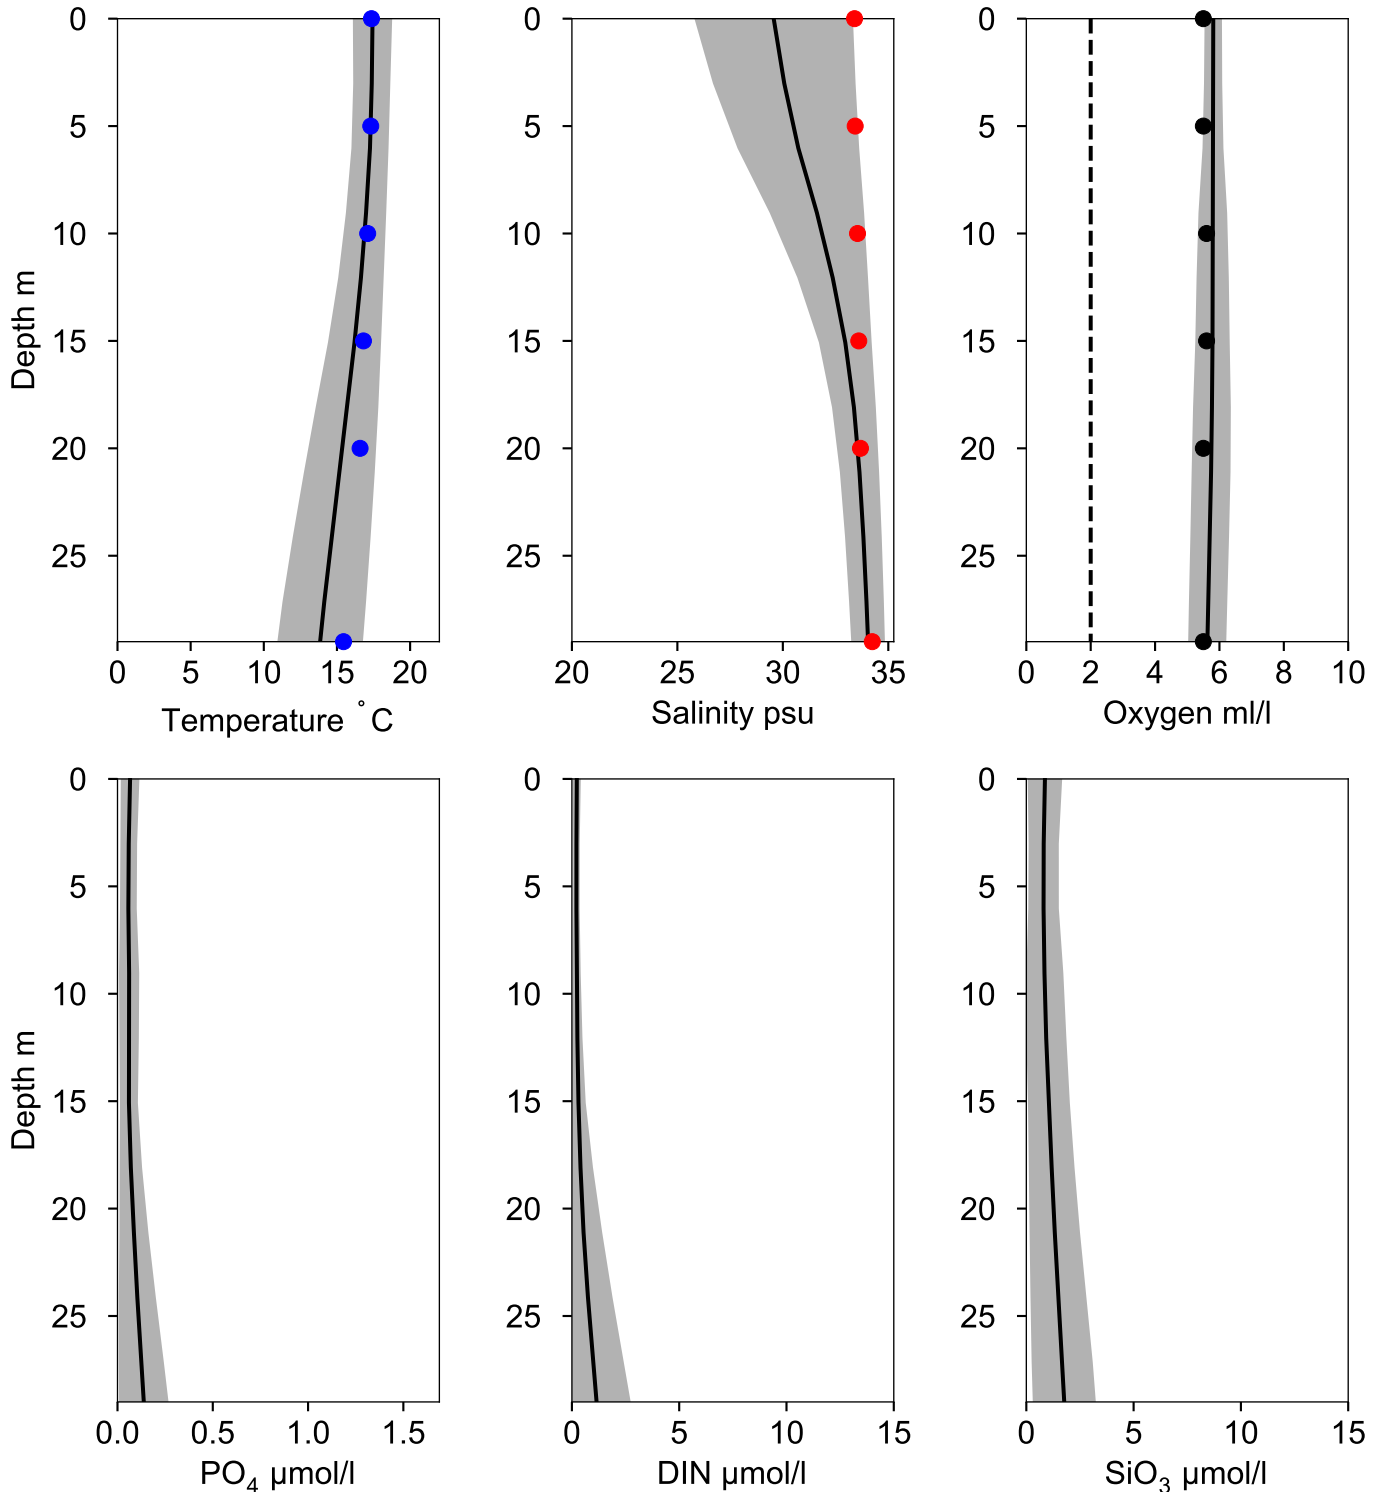 0
5
10
15
20
25
Depth m
0 5 10 15 20
Temperature °C
20 25 30 35
Salinity psu
0
5
10
15
20
25
0 2 4 6 8 10
Oxygen ml/l
0
5
10
15
20
25
0
5
10
15
20
25
Depth m
0.0 0.5 1.0 1.5
PO₄ µmol/l
0
5
10
15
20
25
0 5 10 15
DIN µmol/l
0
5
10
15
20
25
0 5 10 15
SiO₃ µmol/l